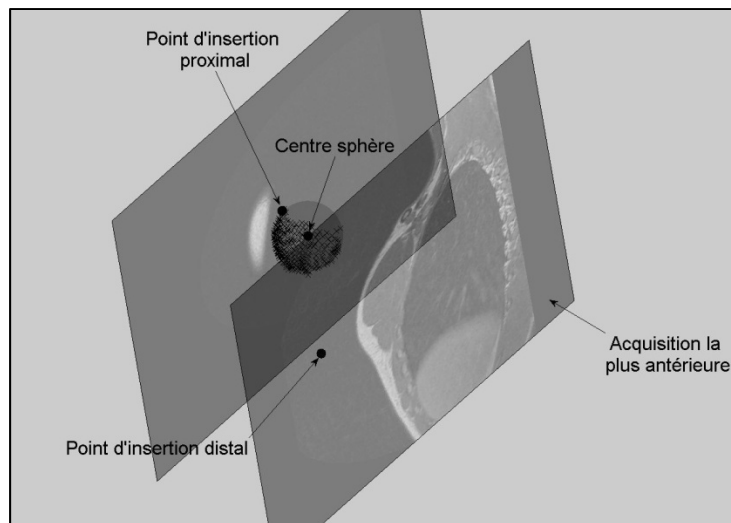 Point d'insertion
proximal
Centre sphère
Acquisition la
plus antérieure
Point d'insertion distal